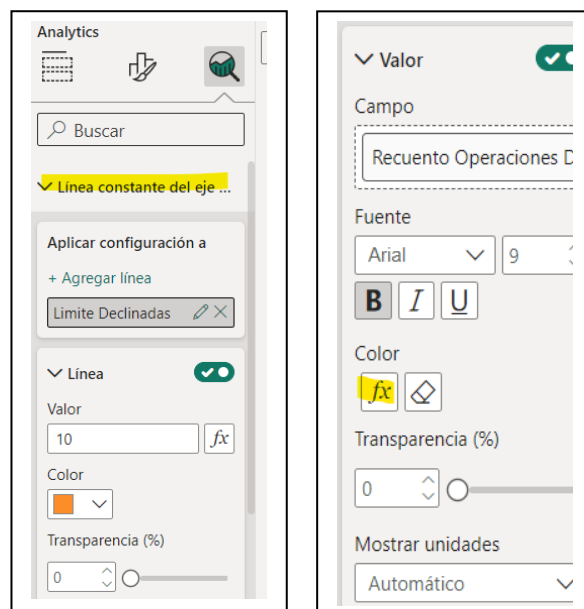 Analytics
Buscar
Línea constante del eje ...
Aplicar configuración a
+ Agregar línea
Limite Declinadas
Línea
Valor
10
fx
Color
Transparencia (%)
0
Valor
Campo
Recuento Operaciones D
Fuente
Arial
9
B I U
Color
fx
Transparencia (%)
0
Mostrar unidades
Automático